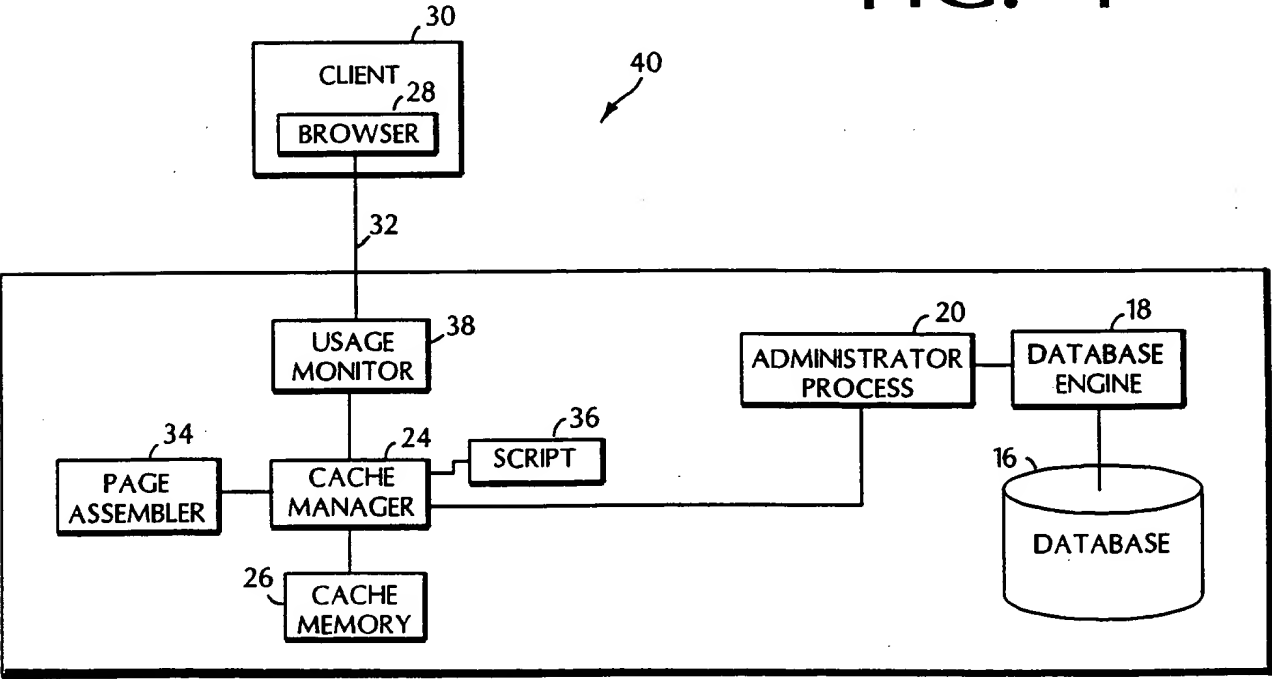 30
CLIENT
28
BROWSER
40
32
USAGE
MONITOR
38
20
ADMINISTRATOR
PROCESS
18
DATABASE
ENGINE
34
PAGE
ASSEMBLER
24
CACHE
MANAGER
36
SCRIPT
16
DATABASE
26
CACHE
MEMORY